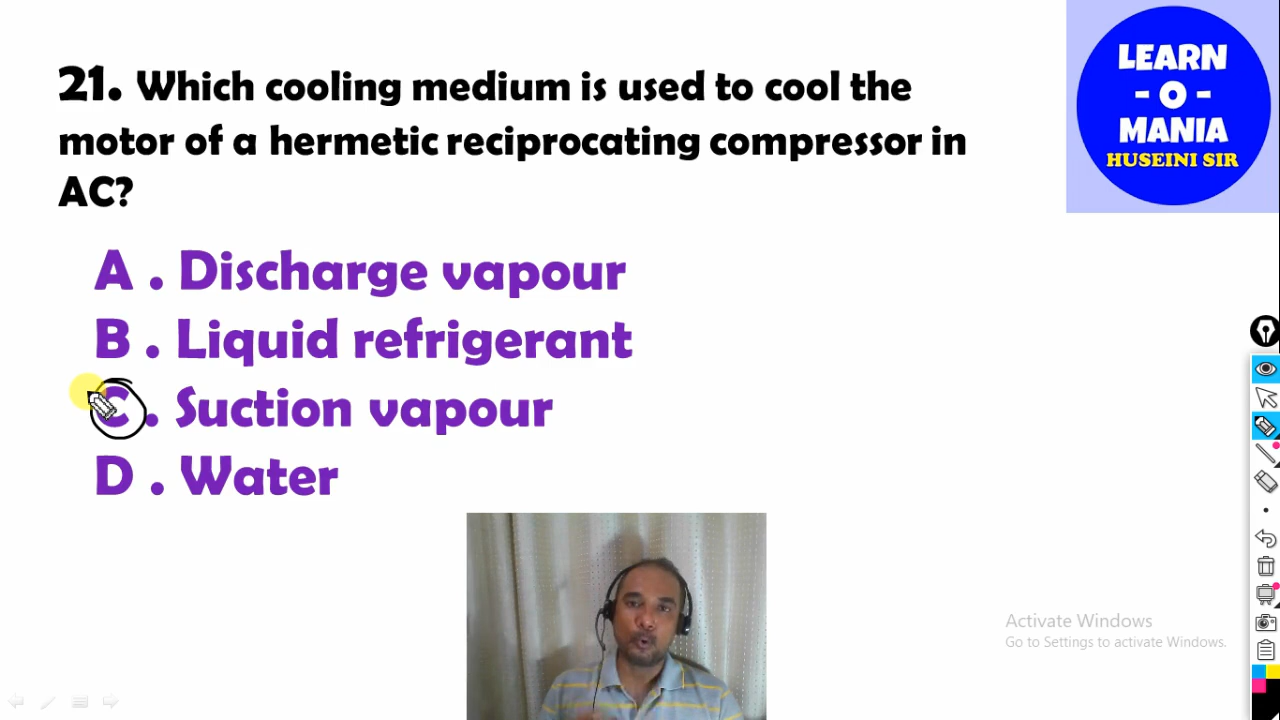 21. Which cooling medium is used to cool the
motor of a hermetic reciprocating compressor in
AC?
A . Discharge vapour
B . Liquid refrigerant
C . Suction vapour
D . Water
LEARN
- O -
MANIA
HUSEINI SIR
Activate Windows
Go to Settings to activate Windows.